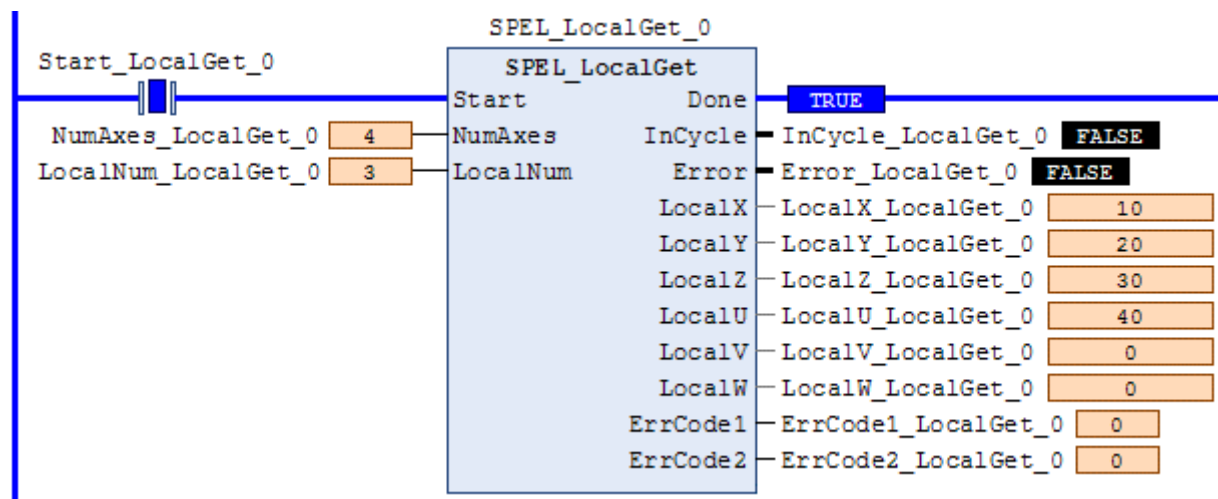 SPEL_LocalGet_0
Start_LocalGet_0 SPEL_LocalGet
Start Done TRUE
NumAxes_LocalGet_0 4 NumAxes InCycle InCycle_LocalGet_0 FALSE
LocalNum_LocalGet_0 3 LocalNum Error Error_LocalGet_0 FALSE
LocalX LocalX_LocalGet_0 10
LocalY LocalY_LocalGet_0 20
LocalZ LocalZ_LocalGet_0 30
LocalU LocalU_LocalGet_0 40
LocalV LocalV_LocalGet_0 0
LocalW LocalW_LocalGet_0 0
ErrCode1 ErrCode1_LocalGet_0 0
ErrCode2 ErrCode2_LocalGet_0 0